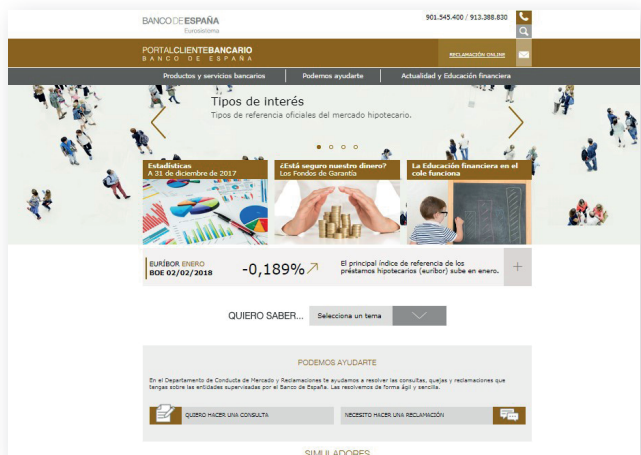 BANCODEESPAÑA
Eurosistema
901.545.400 / 913.388.830
PORTALCLIENTEBANCARIO
BANCO DE ESPAÑA
RECLAMACIÓN ONLINE
Productos y servicios bancarios
Podemos ayudarte
Actualidad y Educación financiera
Tipos de interés
Tipos de referencia oficiales del mercado hipotecario.
Estadísticas
A 31 de diciembre de 2017
¿Está seguro nuestro dinero?
Los Fondos de Garantía
La Educación financiera en el
cole funciona
EURÍBOR ENERO
BOE 02/02/2018
-0,189%
El principal índice de referencia de los
préstamos hipotecarios (euríbor) sube en enero.
QUIERO SABER...
Selecciona un tema
PODEMOS AYUDARTE
En el Departamento de Conducta de Mercado y Reclamaciones te ayudamos a resolver las consultas, quejas y reclamaciones que
tengas sobre las entidades supervisadas por el Banco de España. Las resolvemos de forma ágil y sencilla.
QUIERO HACER UNA CONSULTA
NECESITO HACER UNA RECLAMACIÓN
SIMULADORES